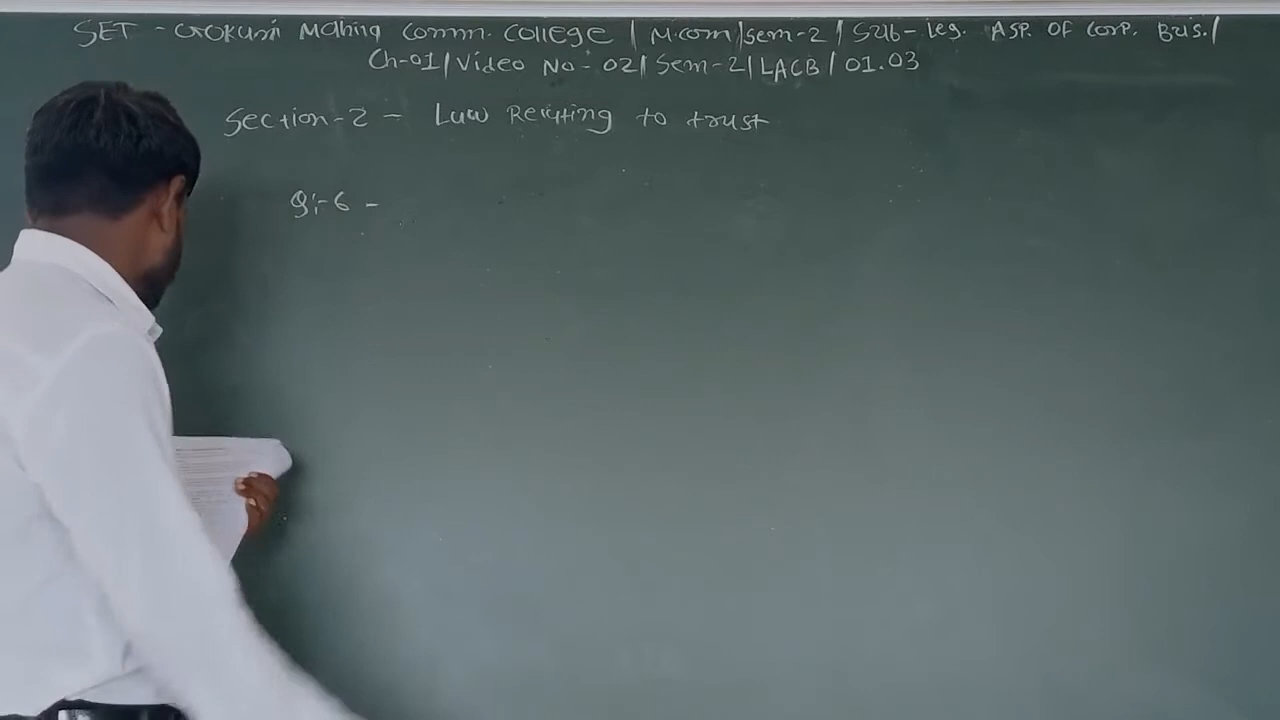 SET - Gokuni Mahina Comm. College | M.com | Sem-2 | Sub- Leg. ASP. OF Corp. Bus. |
Ch-01 | Video No - 02 | Sem-2 | LACB | 01.03
Section-2 - Law Relating to trust
Q:-6 -